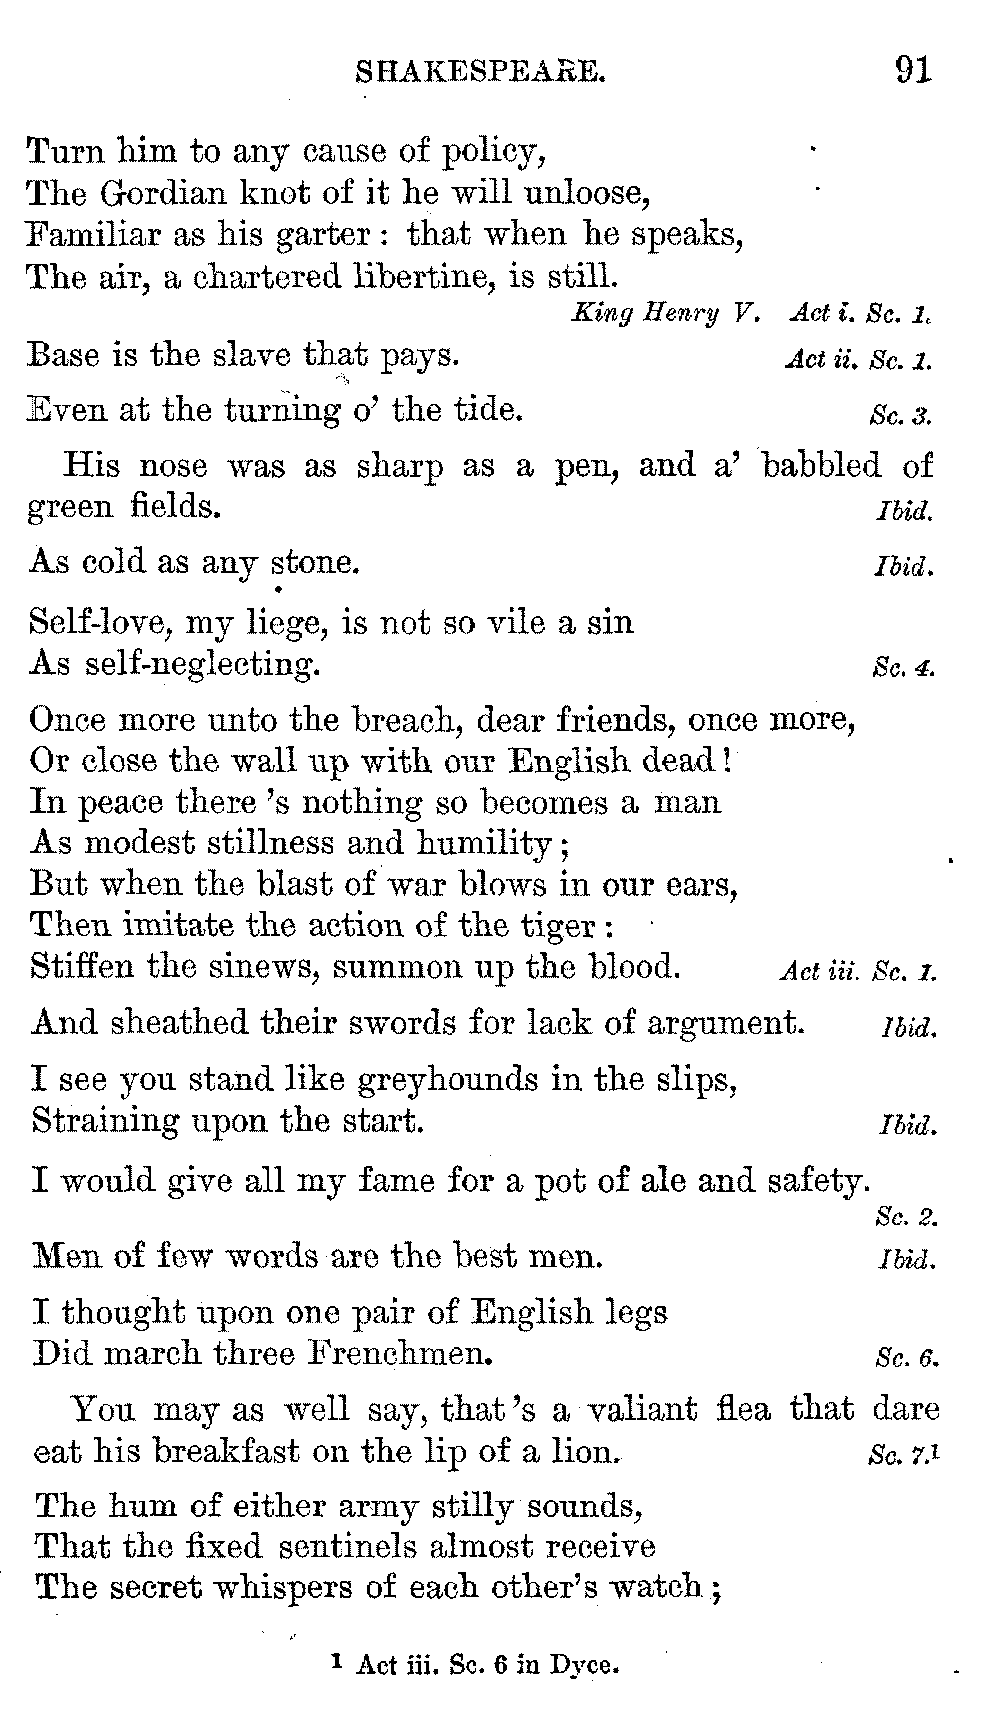 SHAKESPEARE. 91
Turn him to any cause of policy,
The Gordian knot of it he will unloose,
Familiar as his garter : that when he speaks,
The air, a chartered libertine, is still.
King Henry V. Act i. Sc. 1.
Base is the slave that pays. Act ii. Sc. 1.
Even at the turning o' the tide. Sc. 3.
His nose was as sharp as a pen, and a' babbled of
green fields. Ibid.
As cold as any stone. Ibid.
Self-love, my liege, is not so vile a sin
As self-neglecting. Sc. 4.
Once more unto the breach, dear friends, once more,
Or close the wall up with our English dead!
In peace there 's nothing so becomes a man
As modest stillness and humility ;
But when the blast of war blows in our ears,
Then imitate the action of the tiger :
Stiffen the sinews, summon up the blood. Act iii. Sc. 1.
And sheathed their swords for lack of argument. Ibid.
I see you stand like greyhounds in the slips,
Straining upon the start. Ibid.
I would give all my fame for a pot of ale and safety.
Sc. 2.
Men of few words are the best men. Ibid.
I thought upon one pair of English legs
Did march three Frenchmen. Sc. 6.
You may as well say, that 's a valiant flea that dare
eat his breakfast on the lip of a lion. Sc. 7.¹
The hum of either army stilly sounds,
That the fixed sentinels almost receive
The secret whispers of each other's watch ;
¹ Act iii. Sc. 6 in Dyce.